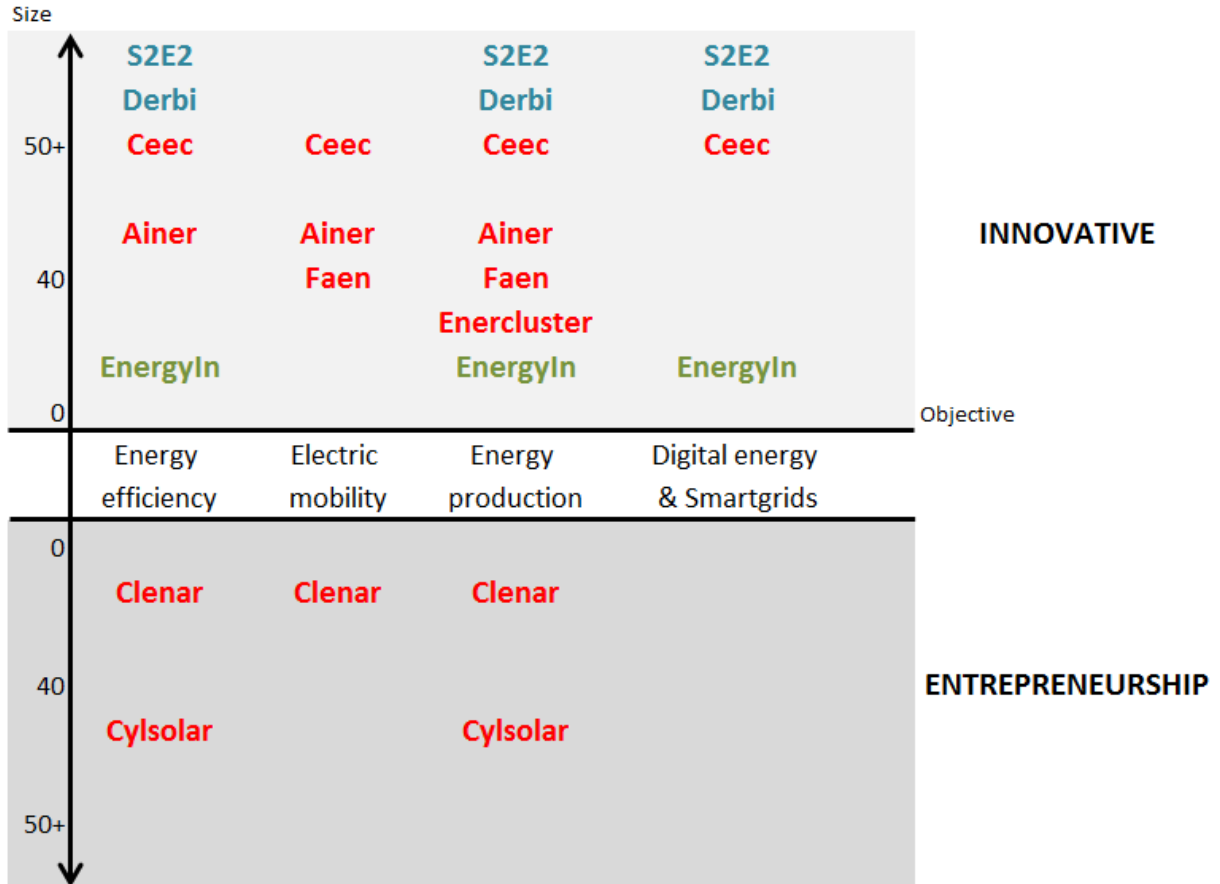 Size
S2E2 S2E2 S2E2
Derbi Derbi Derbi
50+ Ceec Ceec Ceec Ceec
Ainer Ainer Ainer INNOVATIVE
40 Faen Faen
Enercluster
EnergyIn EnergyIn EnergyIn
0 Objective
Energy Electric Energy Digital energy
efficiency mobility production & Smartgrids
0
Clenar Clenar Clenar
40 ENTREPRENEURSHIP
Cylsolar Cylsolar
50+